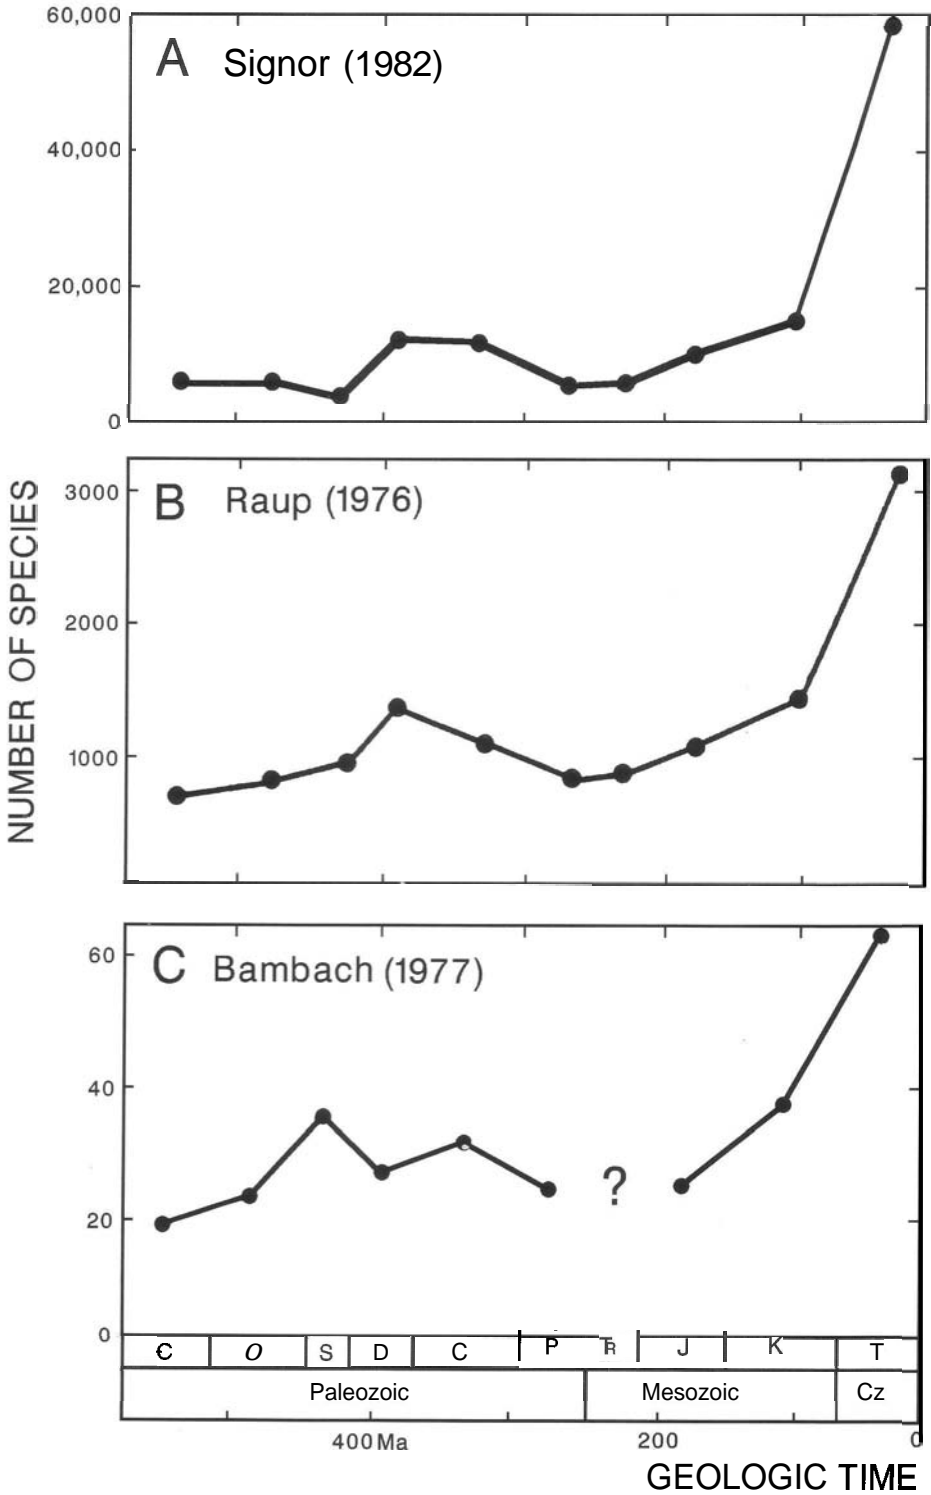 60,000
A Signor (1982)
40,000
20,000
0
NUMBER OF SPECIES
3000
B Raup (1976)
2000
1000
60
C Bambach (1977)
40
?
20
0
Є O S D C P TR J K T
Paleozoic Mesozoic Cz
400 Ma 200 0
GEOLOGIC TIME